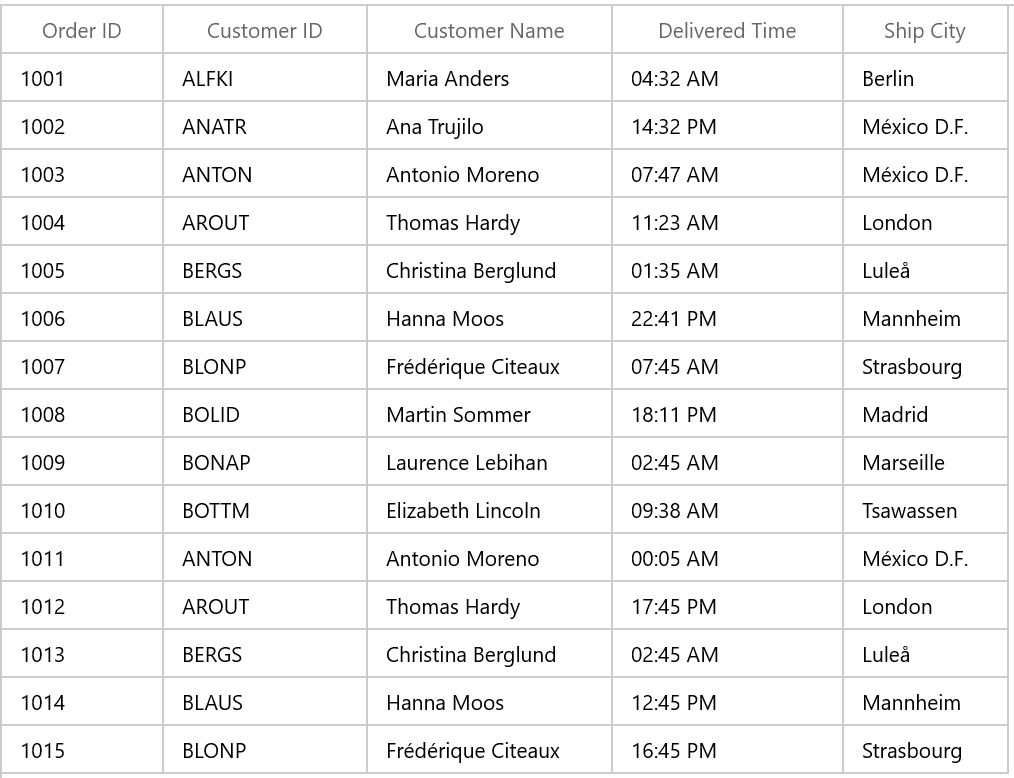 Order ID Customer ID Customer Name Delivered Time Ship City
1001 ALFKI Maria Anders 04:32 AM Berlin
1002 ANATR Ana Trujilo 14:32 PM México D.F.
1003 ANTON Antonio Moreno 07:47 AM México D.F.
1004 AROUT Thomas Hardy 11:23 AM London
1005 BERGS Christina Berglund 01:35 AM Luleå
1006 BLAUS Hanna Moos 22:41 PM Mannheim
1007 BLONP Frédérique Citeaux 07:45 AM Strasbourg
1008 BOLID Martin Sommer 18:11 PM Madrid
1009 BONAP Laurence Lebihan 02:45 AM Marseille
1010 BOTTM Elizabeth Lincoln 09:38 AM Tsawassen
1011 ANTON Antonio Moreno 00:05 AM México D.F.
1012 AROUT Thomas Hardy 17:45 PM London
1013 BERGS Christina Berglund 02:45 AM Luleå
1014 BLAUS Hanna Moos 12:45 PM Mannheim
1015 BLONP Frédérique Citeaux 16:45 PM Strasbourg